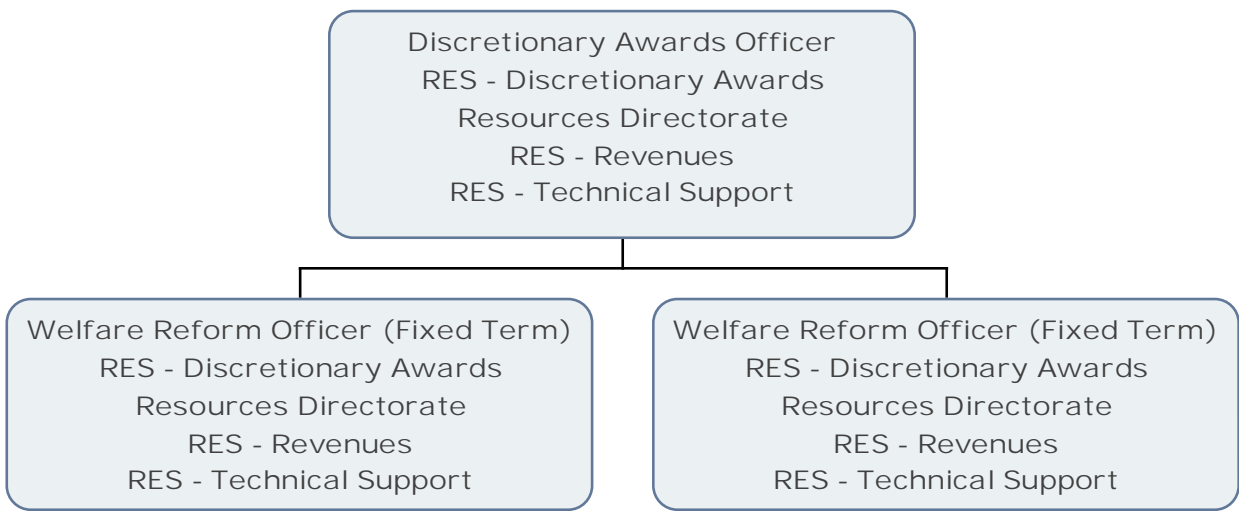 Discretionary Awards Officer
RES - Discretionary Awards
Resources Directorate
RES - Revenues
RES - Technical Support
Welfare Reform Officer (Fixed Term)
RES - Discretionary Awards
Resources Directorate
RES - Revenues
RES - Technical Support
Welfare Reform Officer (Fixed Term)
RES - Discretionary Awards
Resources Directorate
RES - Revenues
RES - Technical Support